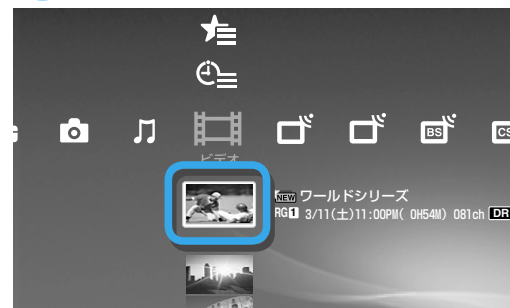 BS
CS
ビデオ
NEW ワールドシリーズ
RG1 3/11(土)11:00PM( 0H54M) 081ch DR